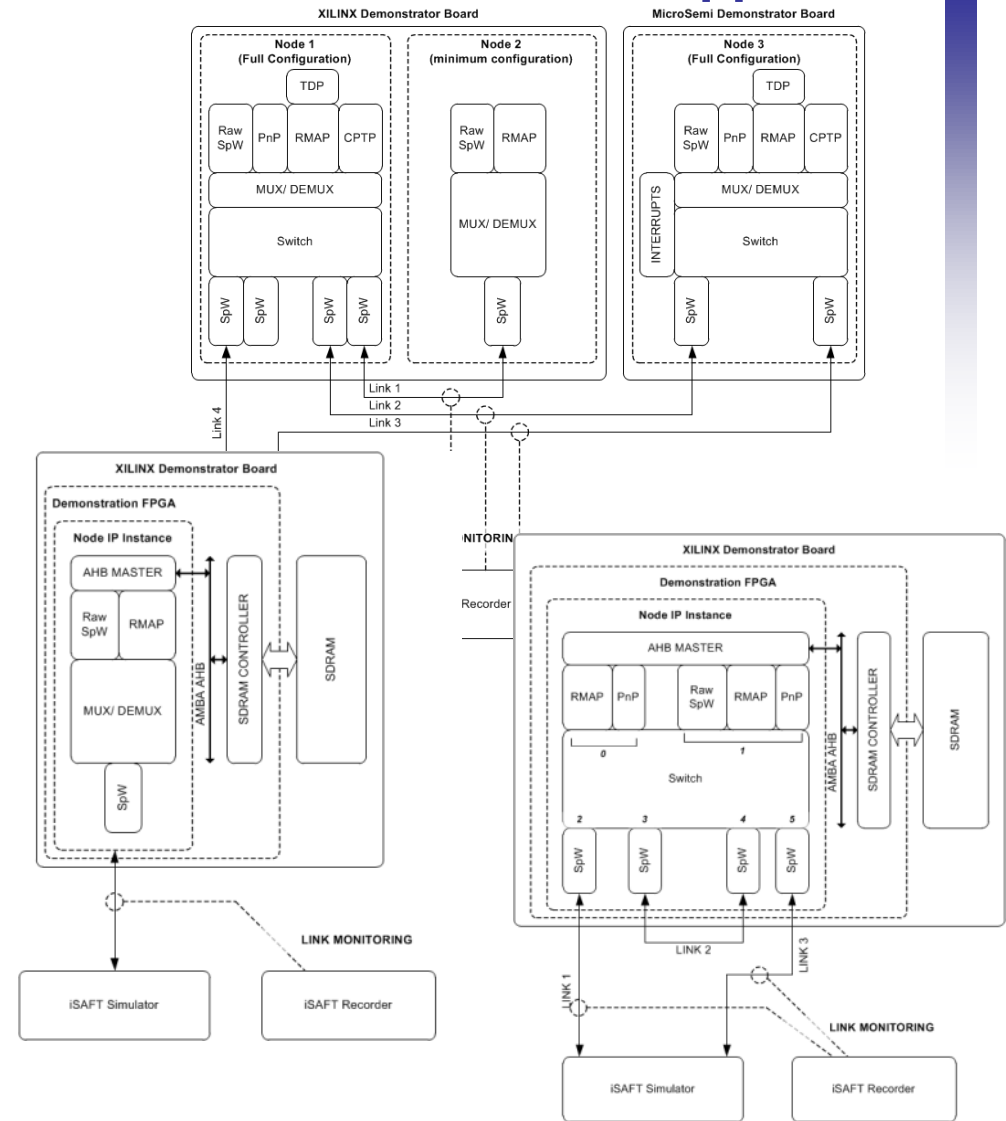 XILINX Demonstrator Board
MicroSemi Demonstrator Board
Node 1
(Full Configuration)
Node 2
(minimum configuration)
Node 3
(Full Configuration)
TDP
Raw
SpW
PnP
RMAP
CPTP
MUX/ DEMUX
Switch
SpW
SpW
SpW
SpW
Raw
SpW
RMAP
MUX/ DEMUX
SpW
TDP
Raw
SpW
PnP
RMAP
CPTP
INTERRUPTS
MUX/ DEMUX
Switch
SpW
SpW
Link 1
Link 2
Link 3
Link 4
XILINX Demonstrator Board
Demonstration FPGA
Node IP Instance
AHB MASTER
Raw
SpW
RMAP
MUX/ DEMUX
SpW
AMBA AHB
SDRAM CONTROLLER
SDRAM
LINK MONITORING
iSAFT Simulator
iSAFT Recorder
NITORIN
Recorder
XILINX Demonstrator Board
Demonstration FPGA
Node IP Instance
AHB MASTER
RMAP
PnP
Raw
SpW
RMAP
PnP
0
1
Switch
2
3
4
5
SpW
SpW
SpW
SpW
AMBA AHB
SDRAM CONTROLLER
SDRAM
LINK 1
LINK 2
LINK 3
LINK MONITORING
iSAFT Simulator
iSAFT Recorder